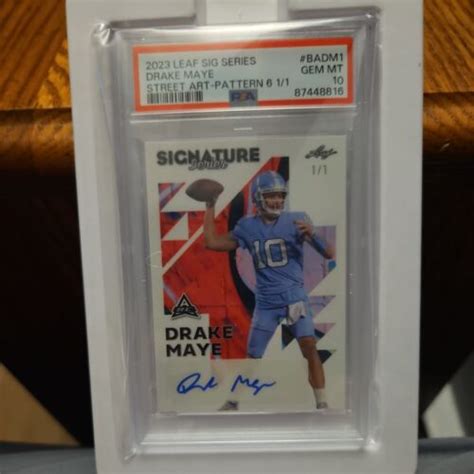 2023 LEAF SIG SERIES #BADM1
DRAKE MAYE GEM MT
STREET ART-PATTERN 6 1/1 10
PSA 87448816
SIGNATURE
Series
Leaf
1/1
10
DRAKE
MAYE